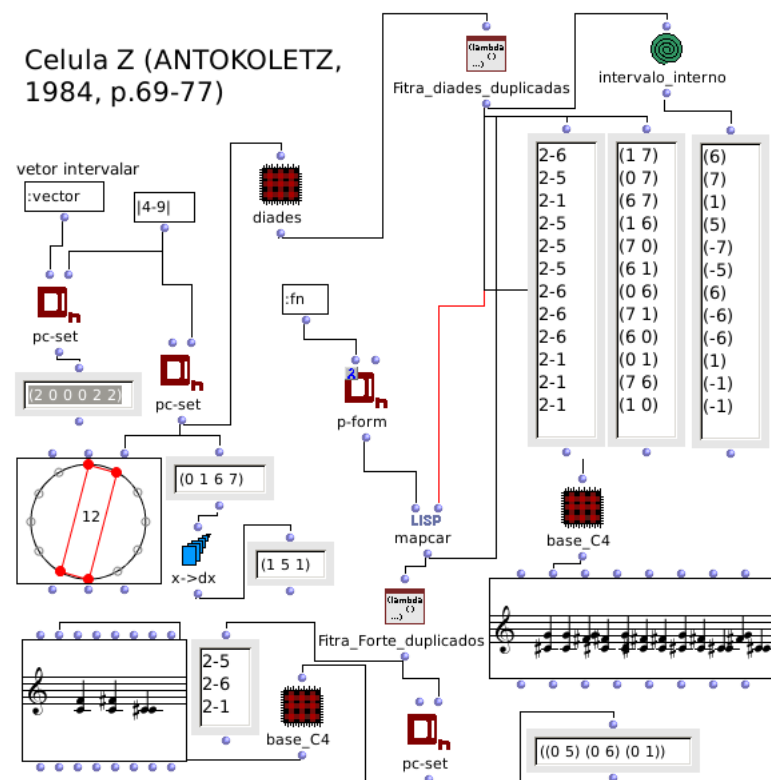 Celula Z (ANTOKOLETZ,
1984, p.69-77)
(lambda
()
...)
Fitra_diades_duplicadas
intervalo_interno
vetor intervalar
:vector
|4-9|
diades
2-6
2-5
2-1
2-5
2-5
2-5
2-6
2-6
2-6
2-1
2-1
2-1
(1 7)
(0 7)
(6 7)
(1 6)
(7 0)
(6 1)
(0 6)
(7 1)
(6 0)
(0 1)
(7 6)
(1 0)
(6)
(7)
(1)
(5)
(-7)
(-5)
(6)
(-6)
(-6)
(1)
(-1)
(-1)
:fn
n
pc-set
n
pc-set
(2 0 0 0 2 2)
n
p-form
12
(0 1 6 7)
x->dx
(1 5 1)
LISP
mapcar
base_C4
(lambda
()
...)
Fitra_Forte_duplicados
2-5
2-6
2-1
base_C4
n
pc-set
((0 5) (0 6) (0 1))